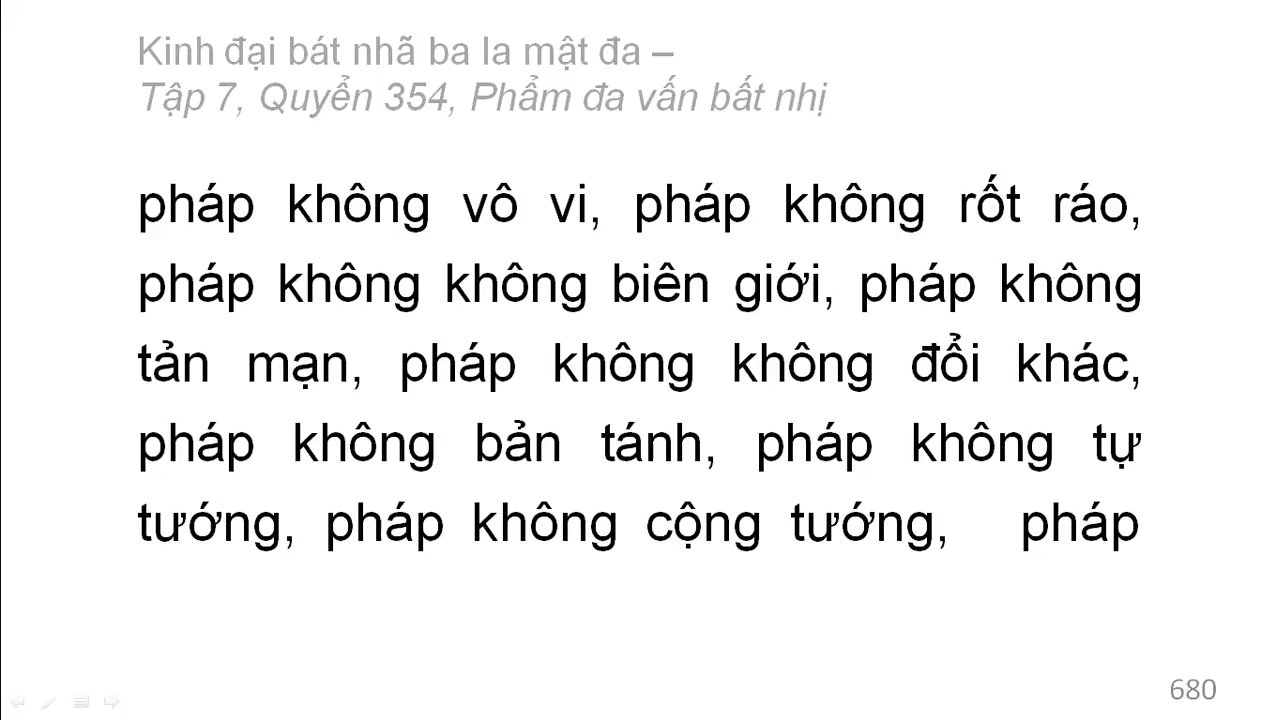 Kinh đại bát nhã ba la mật đa –
Tập 7, Quyển 354, Phẩm đa vấn bất nhị
pháp không vô vi, pháp không rốt ráo,
pháp không không biên giới, pháp không
tản mạn, pháp không không đổi khác,
pháp không bản tánh, pháp không tự
tướng, pháp không cộng tướng, pháp
680